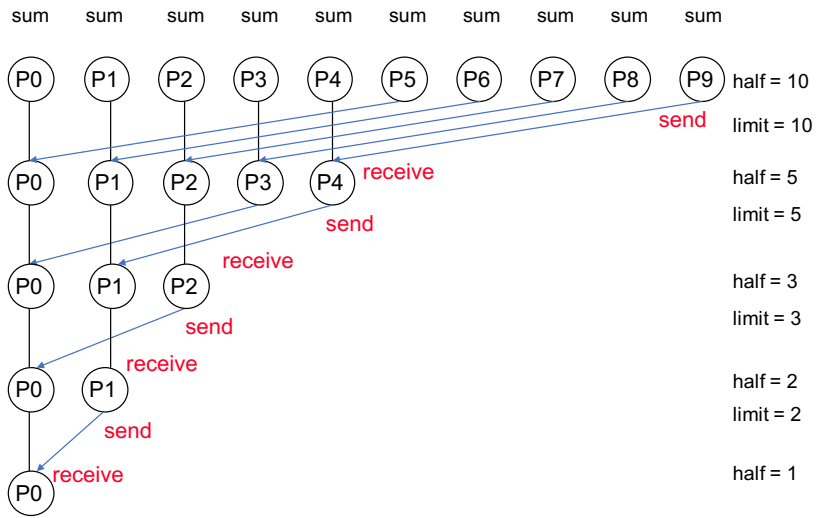 sum sum sum sum sum sum sum sum sum sum
P0 P1 P2 P3 P4 P5 P6 P7 P8 P9 half = 10
send limit = 10
P0 P1 P2 P3 P4 receive half = 5
send limit = 5
receive
P0 P1 P2 half = 3
send limit = 3
receive
P0 P1 half = 2
send limit = 2
P0 receive half = 1